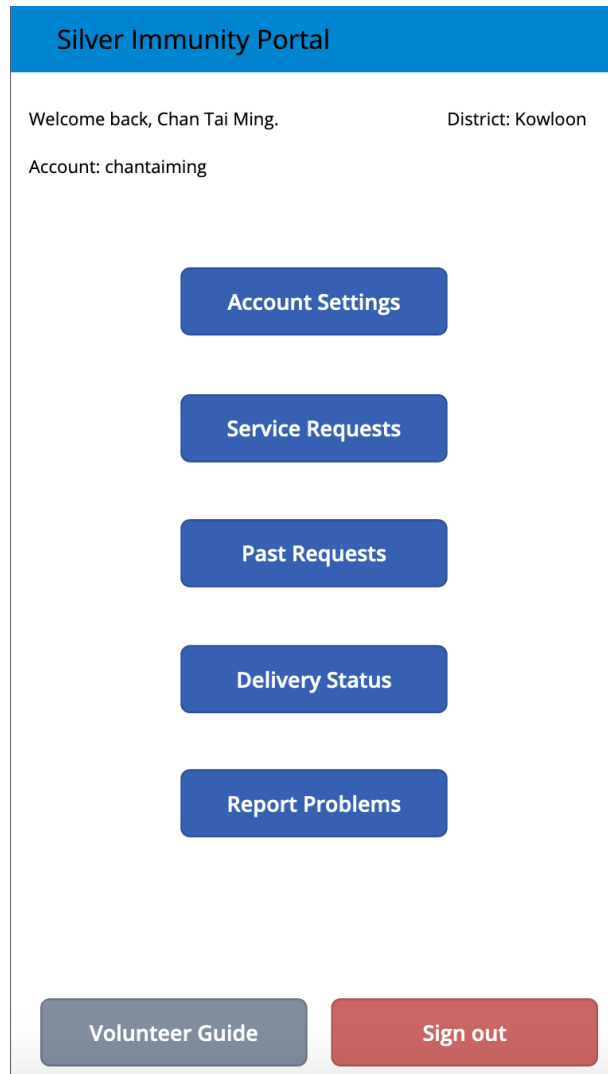 Silver Immunity Portal
Welcome back, Chan Tai Ming. District: Kowloon
Account: chantaiming
Account Settings
Service Requests
Past Requests
Delivery Status
Report Problems
Volunteer Guide Sign out